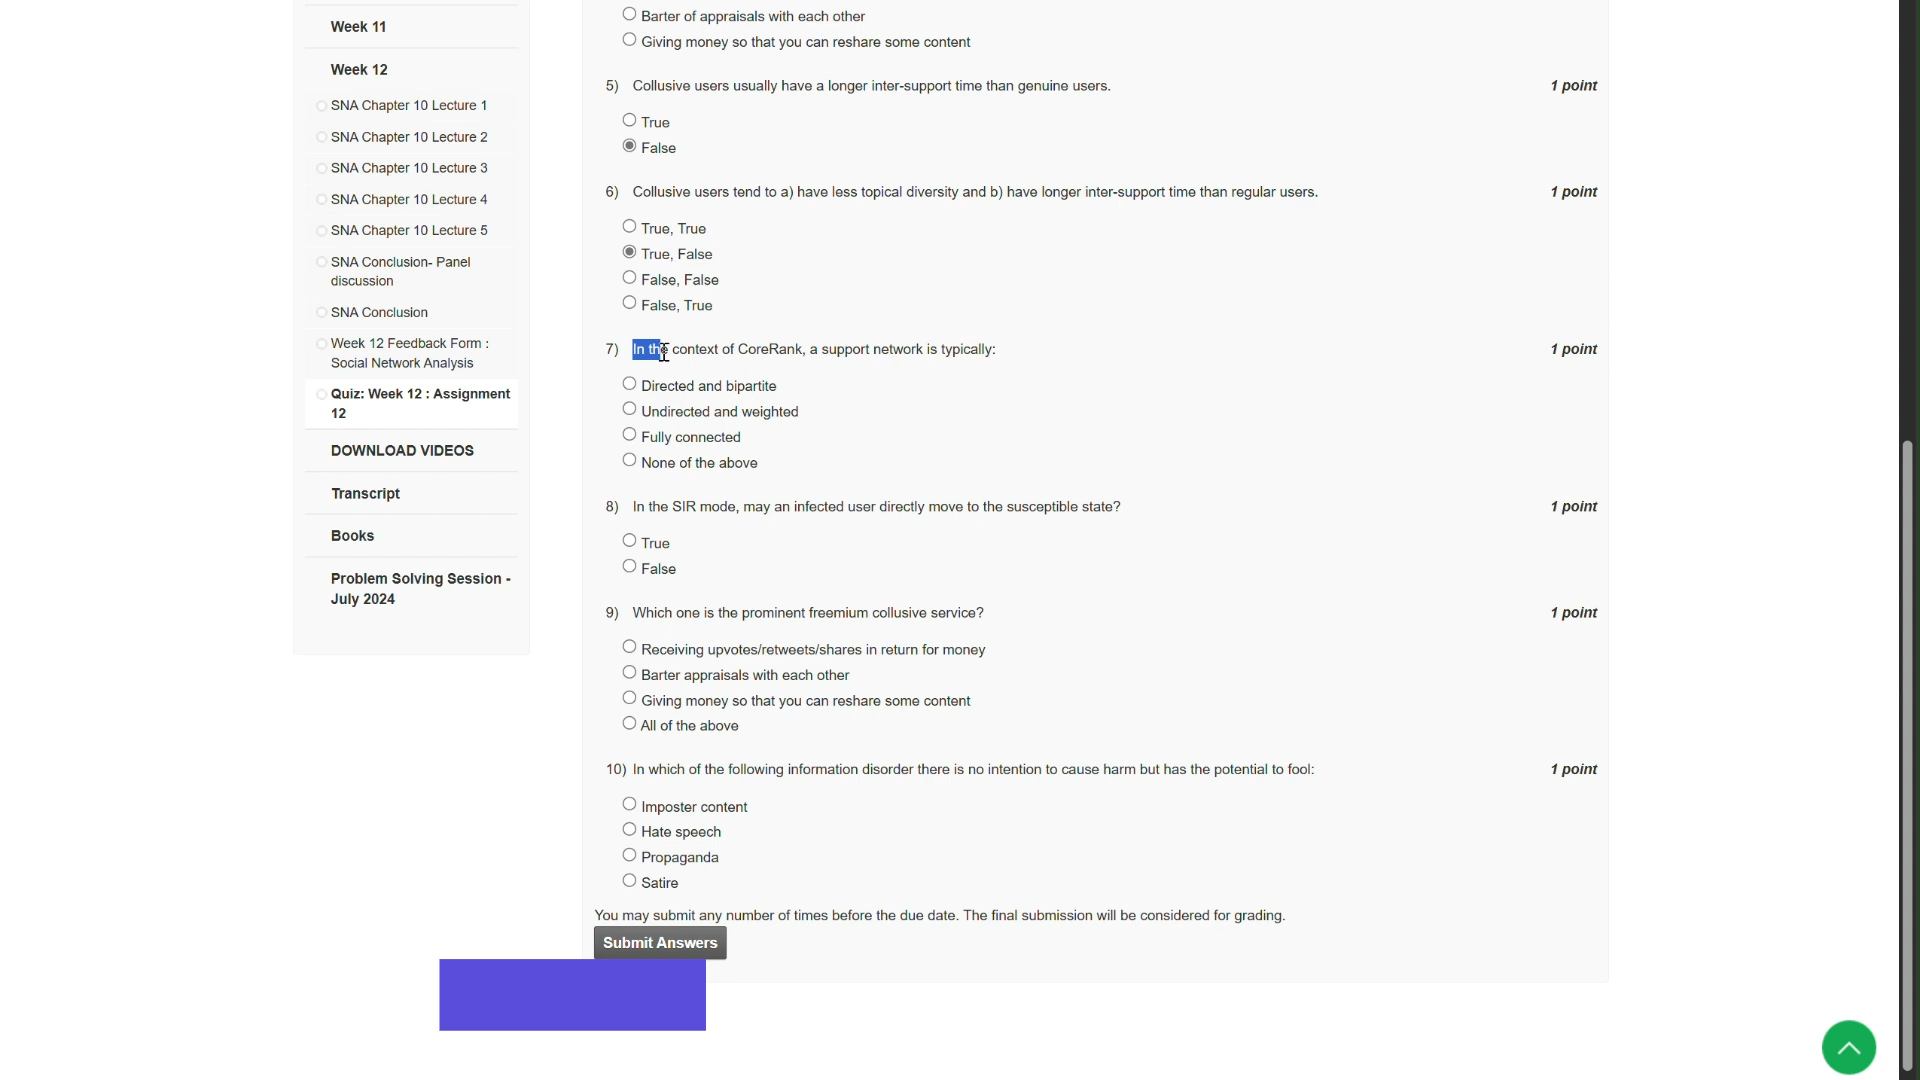 Week 11
Week 12
SNA Chapter 10 Lecture 1
SNA Chapter 10 Lecture 2
SNA Chapter 10 Lecture 3
SNA Chapter 10 Lecture 4
SNA Chapter 10 Lecture 5
SNA Conclusion- Panel
discussion
SNA Conclusion
Week 12 Feedback Form :
Social Network Analysis
Quiz: Week 12 : Assignment
12
DOWNLOAD VIDEOS
Transcript
Books
Problem Solving Session -
July 2024
Barter of appraisals with each other
Giving money so that you can reshare some content
5) Collusive users usually have a longer inter-support time than genuine users. 1 point
True
False
6) Collusive users tend to a) have less topical diversity and b) have longer inter-support time than regular users. 1 point
True, True
True, False
False, False
False, True
7) In the context of CoreRank, a support network is typically: 1 point
Directed and bipartite
Undirected and weighted
Fully connected
None of the above
8) In the SIR mode, may an infected user directly move to the susceptible state? 1 point
True
False
9) Which one is the prominent freemium collusive service? 1 point
Receiving upvotes/retweets/shares in return for money
Barter appraisals with each other
Giving money so that you can reshare some content
All of the above
10) In which of the following information disorder there is no intention to cause harm but has the potential to fool: 1 point
Imposter content
Hate speech
Propaganda
Satire
You may submit any number of times before the due date. The final submission will be considered for grading.
Submit Answers